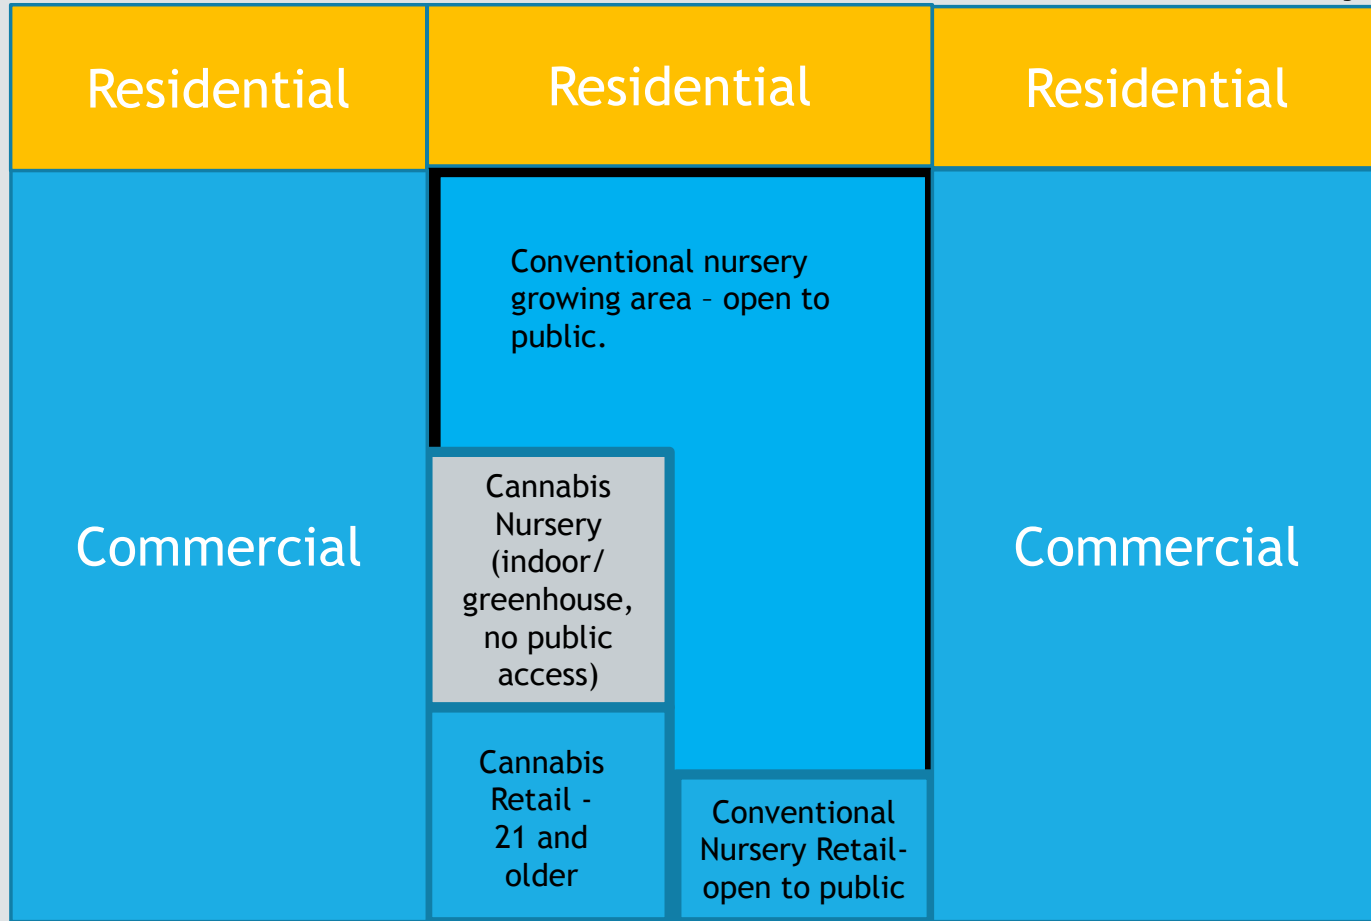 Residential
Residential
Residential
Conventional nursery
growing area – open to
public.
Commercial
Cannabis
Nursery
(indoor/
greenhouse,
no public
access)
Commercial
Cannabis
Retail -
21 and
older
Conventional
Nursery Retail-
open to public